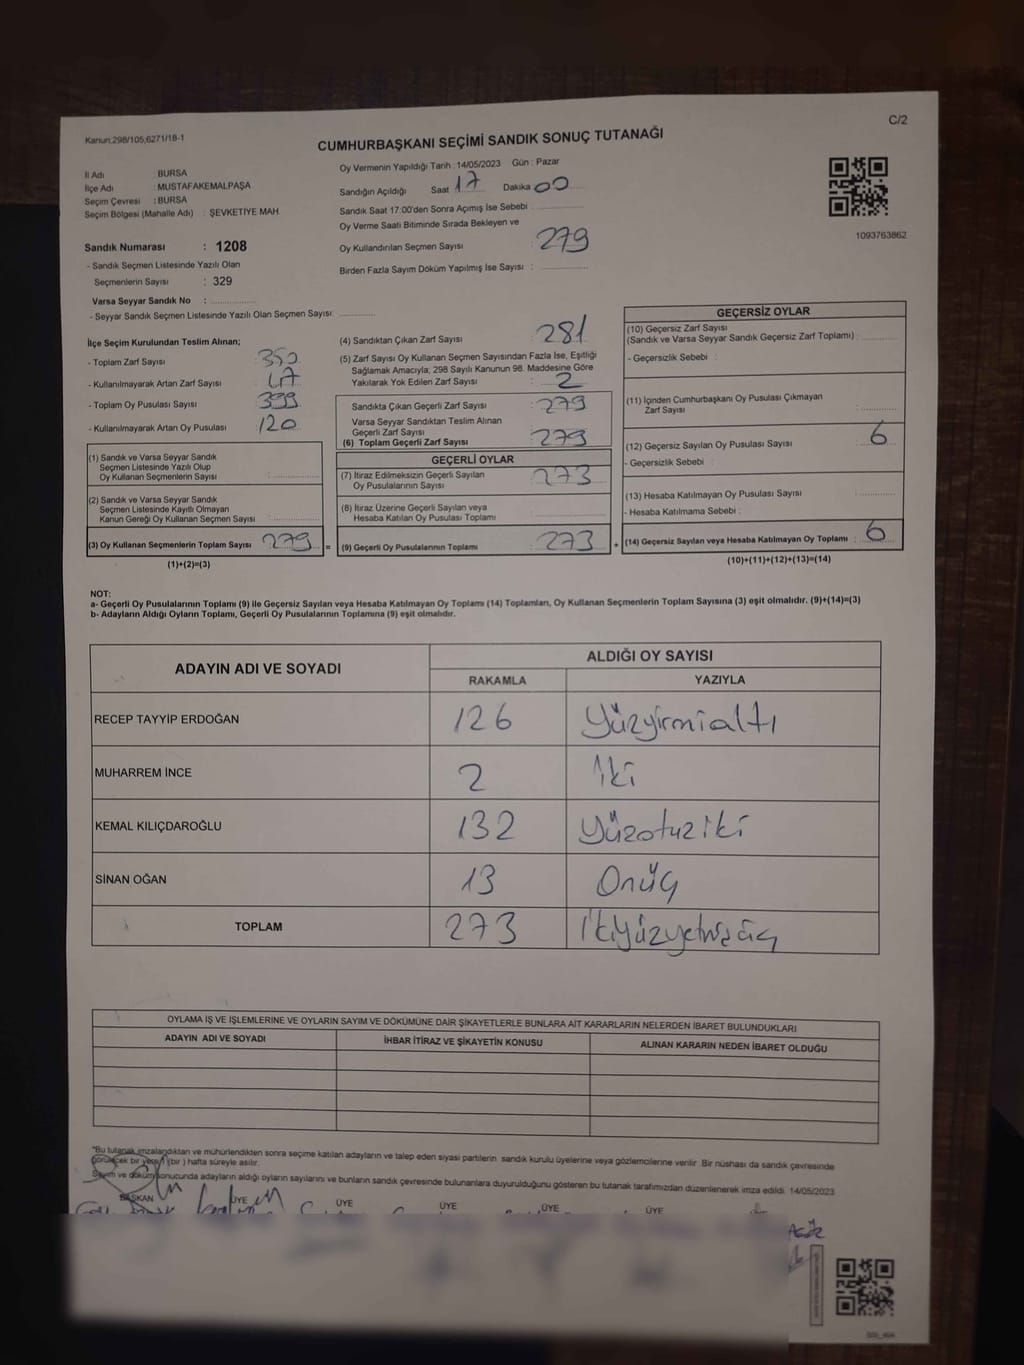 Kanun:298/105,6271/18-1
C/2
CUMHURBAŞKANI SEÇİMİ SANDIK SONUÇ TUTANAĞI
İl Adı BURSA
İlçe Adı : MUSTAFAKEMALPAŞA
Seçim Çevresi : BURSA
Seçim Bölgesi (Mahalle Adı) : ŞEVKETİYE MAH
Sandık Numarası : 1208
- Sandık Seçmen Listesinde Yazılı Olan
Seçmenlerin Sayısı : 329
Varsa Seyyar Sandık No :
- Seyyar Sandık Seçmen Listesinde Yazılı Olan Seçmen Sayısı:
Oy Vermenin Yapıldığı Tarih : 14/05/2023 Gün : Pazar
Sandığın Açıldığı Saat 17 Dakika 00
Sandık Saat 17:00'den Sonra Açımış İse Sebebi :
Oy Verme Saati Bitiminde Sırada Bekleyen ve
Oy Kullandırılan Seçmen Sayısı : 279
Birden Fazla Sayım Döküm Yapılmış İse Sayısı :
1093763862
İlçe Seçim Kurulundan Teslim Alınan;
- Toplam Zarf Sayısı : 350
- Kullanılmayarak Artan Zarf Sayısı :
- Toplam Oy Pusulası Sayısı : 399
- Kullanılmayarak Artan Oy Pusulası : 120
(1) Sandık ve Varsa Seyyar Sandık
Seçmen Listesinde Yazılı Olup
Oy Kullanan Seçmenlerin Sayısı :
(2) Sandık ve Varsa Seyyar Sandık
Seçmen Listesinde Kayıtlı Olmayan
Kanun Gereği Oy Kullanan Seçmen Sayısı :
(3) Oy Kullanan Seçmenlerin Toplam Sayısı : 279 =
(1)+(2)=(3)
(4) Sandıktan Çıkan Zarf Sayısı : 281
(5) Zarf Sayısı Oy Kullanan Seçmen Sayısından Fazla İse, Eşitliği
Sağlamak Amacıyla; 298 Sayılı Kanunun 98. Maddesine Göre
Yakılarak Yok Edilen Zarf Sayısı : 2
Sandıkta Çıkan Geçerli Zarf Sayısı : 279
Varsa Seyyar Sandıktan Teslim Alınan
Geçerli Zarf Sayısı
(6) Toplam Geçerli Zarf Sayısı : 279
GEÇERLİ OYLAR
(7) İtiraz Edilmeksizin Geçerli Sayılan
Oy Pusulalarının Sayısı : 273
(8) İtiraz Üzerine Geçerli Sayılan veya
Hesaba Katılan Oy Pusulası Toplamı :
(9) Geçerli Oy Pusulalarının Toplamı : 273 +
GEÇERSİZ OYLAR
(10) Geçersiz Zarf Sayısı
(Sandık ve Varsa Seyyar Sandık Geçersiz Zarf Toplamı) :
- Geçersizlik Sebebi :
(11) İçinden Cumhurbaşkanı Oy Pusulası Çıkmayan
Zarf Sayısı :
(12) Geçersiz Sayılan Oy Pusulası Sayısı : 6
- Geçersizlik Sebebi :
(13) Hesaba Katılmayan Oy Pusulası Sayısı :
- Hesaba Katılmama Sebebi :
(14) Geçersiz Sayılan veya Hesaba Katılmayan Oy Toplamı : 6
(10)+(11)+(12)+(13)=(14)
NOT:
a- Geçerli Oy Pusulalarının Toplamı (9) ile Geçersiz Sayılan veya Hesaba Katılmayan Oy Toplamı (14) Toplamları, Oy Kullanan Seçmenlerin Toplam Sayısına (3) eşit olmalıdır. (9)+(14)=(3)
b- Adayların Aldığı Oyların Toplamı, Geçerli Oy Pusulalarının Toplamına (9) eşit olmalıdır.
ADAYIN ADI VE SOYADI ALDIĞI OY SAYISI
RAKAMLA YAZIYLA
RECEP TAYYİP ERDOĞAN 126 Yüzyirmialtı
MUHARREM İNCE 2 İki
KEMAL KILIÇDAROĞLU 132 Yüzotuziki
SİNAN OĞAN 13 Onüç
TOPLAM 273 İkiyüzyetmişüç
OYLAMA İŞ VE İŞLEMLERİNE VE OYLARIN SAYIM VE DÖKÜMÜNE DAİR ŞİKAYETLERLE BUNLARA AİT KARARLARIN NELERDEN İBARET BULUNDUKLARI
ADAYIN ADI VE SOYADI İHBAR İTİRAZ VE ŞİKAYETİN KONUSU ALINAN KARARIN NEDEN İBARET OLDUĞU
"Bu tutanak imzalandıktan ve mühürlendikten sonra seçime katılan adayların ve talep eden siyasi partilerin sandık kurulu üyelerine veya gözlemcilerine verilir. Bir nüshası da sandık çevresinde
görülecek bir yere 1 (bir ) hafta süreyle asılır.
Sayım ve döküm sonucunda adayların aldığı oyların sayılarını ve bunların sandık çevresinde bulunanlara duyurulduğunu gösteren bu tutanak tarafımızdan düzenlenerek imza edildi. 14/05/2023
BAŞKAN ÜYE ÜYE ÜYE ÜYE ÜYE